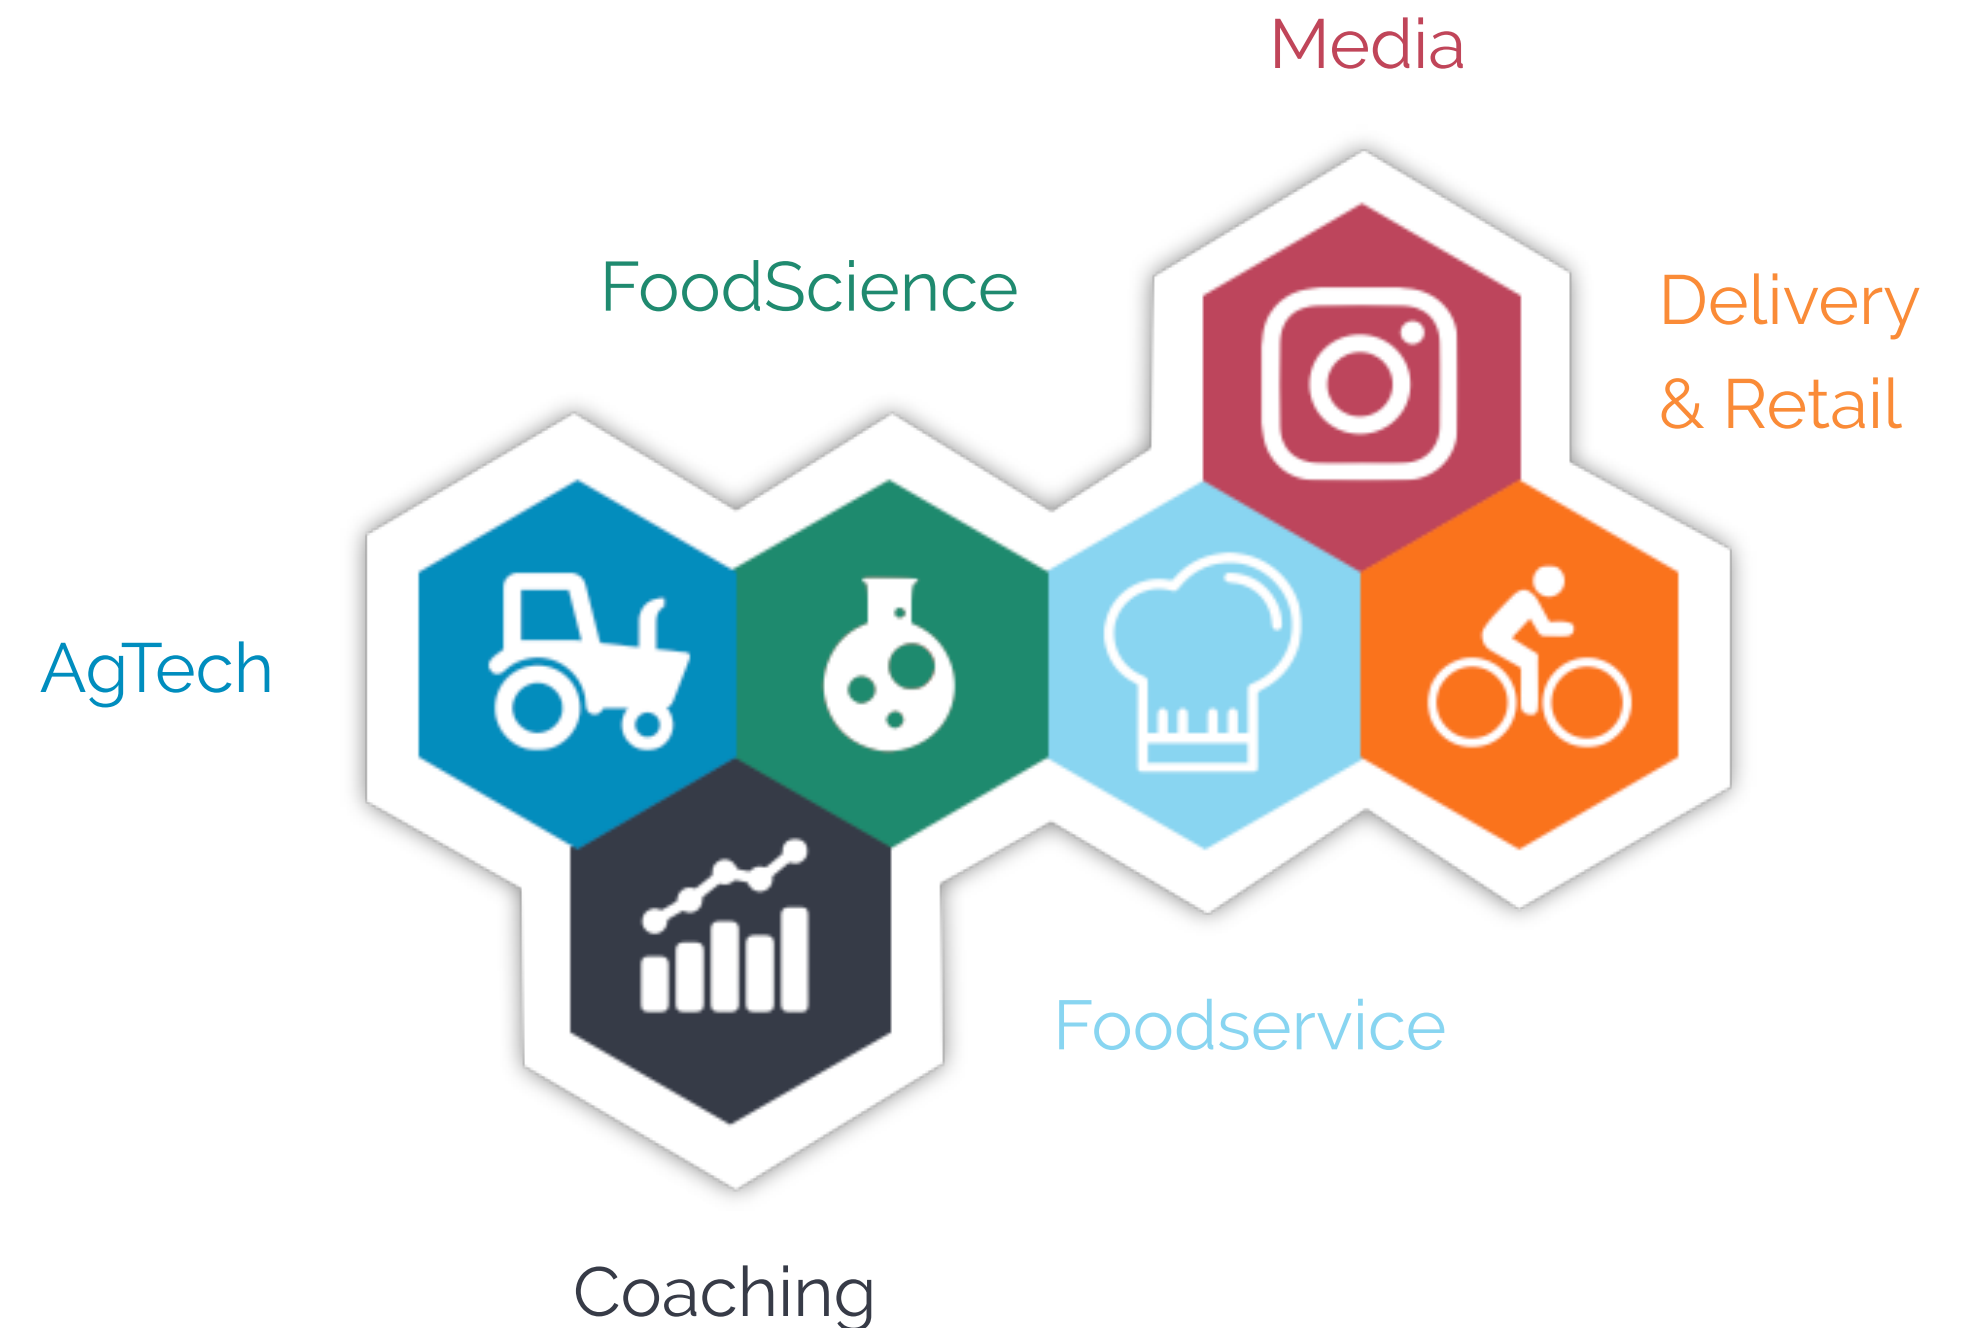 Media
FoodScience
Delivery
& Retail
AgTech
Foodservice
Coaching